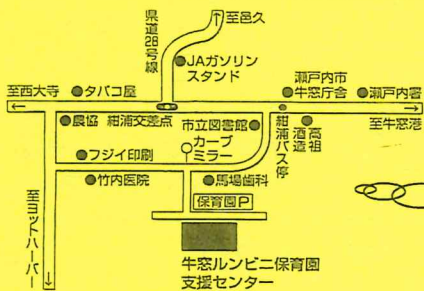 至邑久
県道28号線
JAガソリン
スタンド
瀬戸内市
牛窓庁舎
瀬戸内署
至西大寺
タバコ屋
農協
紺浦交差点
市立図書館
紺浦バス停
高祖
酒造
至牛窓港
フジイ印刷
カーブ
ミラー
竹内医院
馬場歯科
保育園P
至ヨットハーバー
牛窓ルンビニ保育園
支援センター